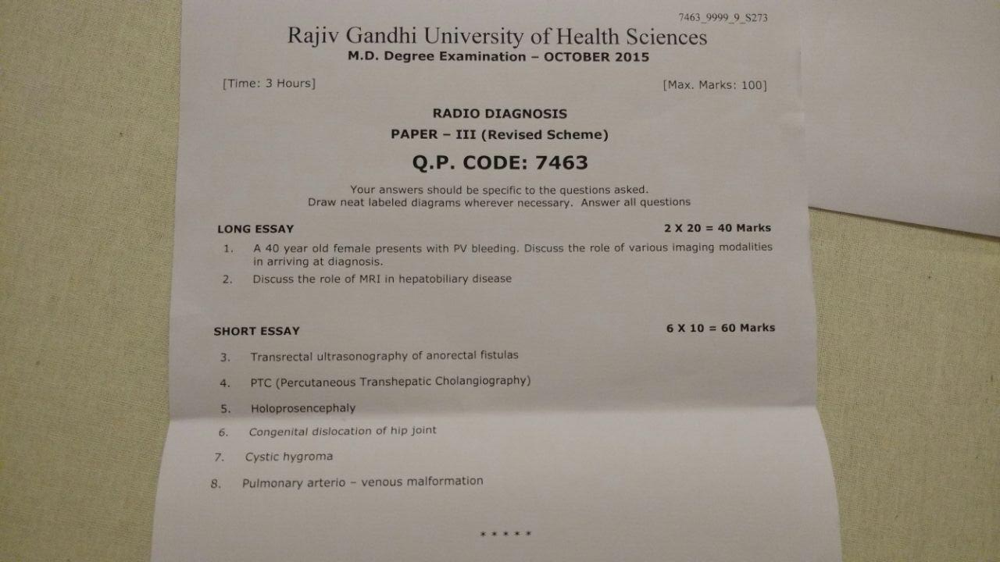 7463_9999_9_S273
Rajiv Gandhi University of Health Sciences
M.D. Degree Examination – OCTOBER 2015
[Time: 3 Hours] [Max. Marks: 100]
RADIO DIAGNOSIS
PAPER – III (Revised Scheme)
Q.P. CODE: 7463
Your answers should be specific to the questions asked.
Draw neat labeled diagrams wherever necessary. Answer all questions
LONG ESSAY 2 X 20 = 40 Marks
1. A 40 year old female presents with PV bleeding. Discuss the role of various imaging modalities
in arriving at diagnosis.
2. Discuss the role of MRI in hepatobiliary disease
SHORT ESSAY 6 X 10 = 60 Marks
3. Transrectal ultrasonography of anorectal fistulas
4. PTC (Percutaneous Transhepatic Cholangiography)
5. Holoprosencephaly
6. Congenital dislocation of hip joint
7. Cystic hygroma
8. Pulmonary arterio – venous malformation
* * * * *